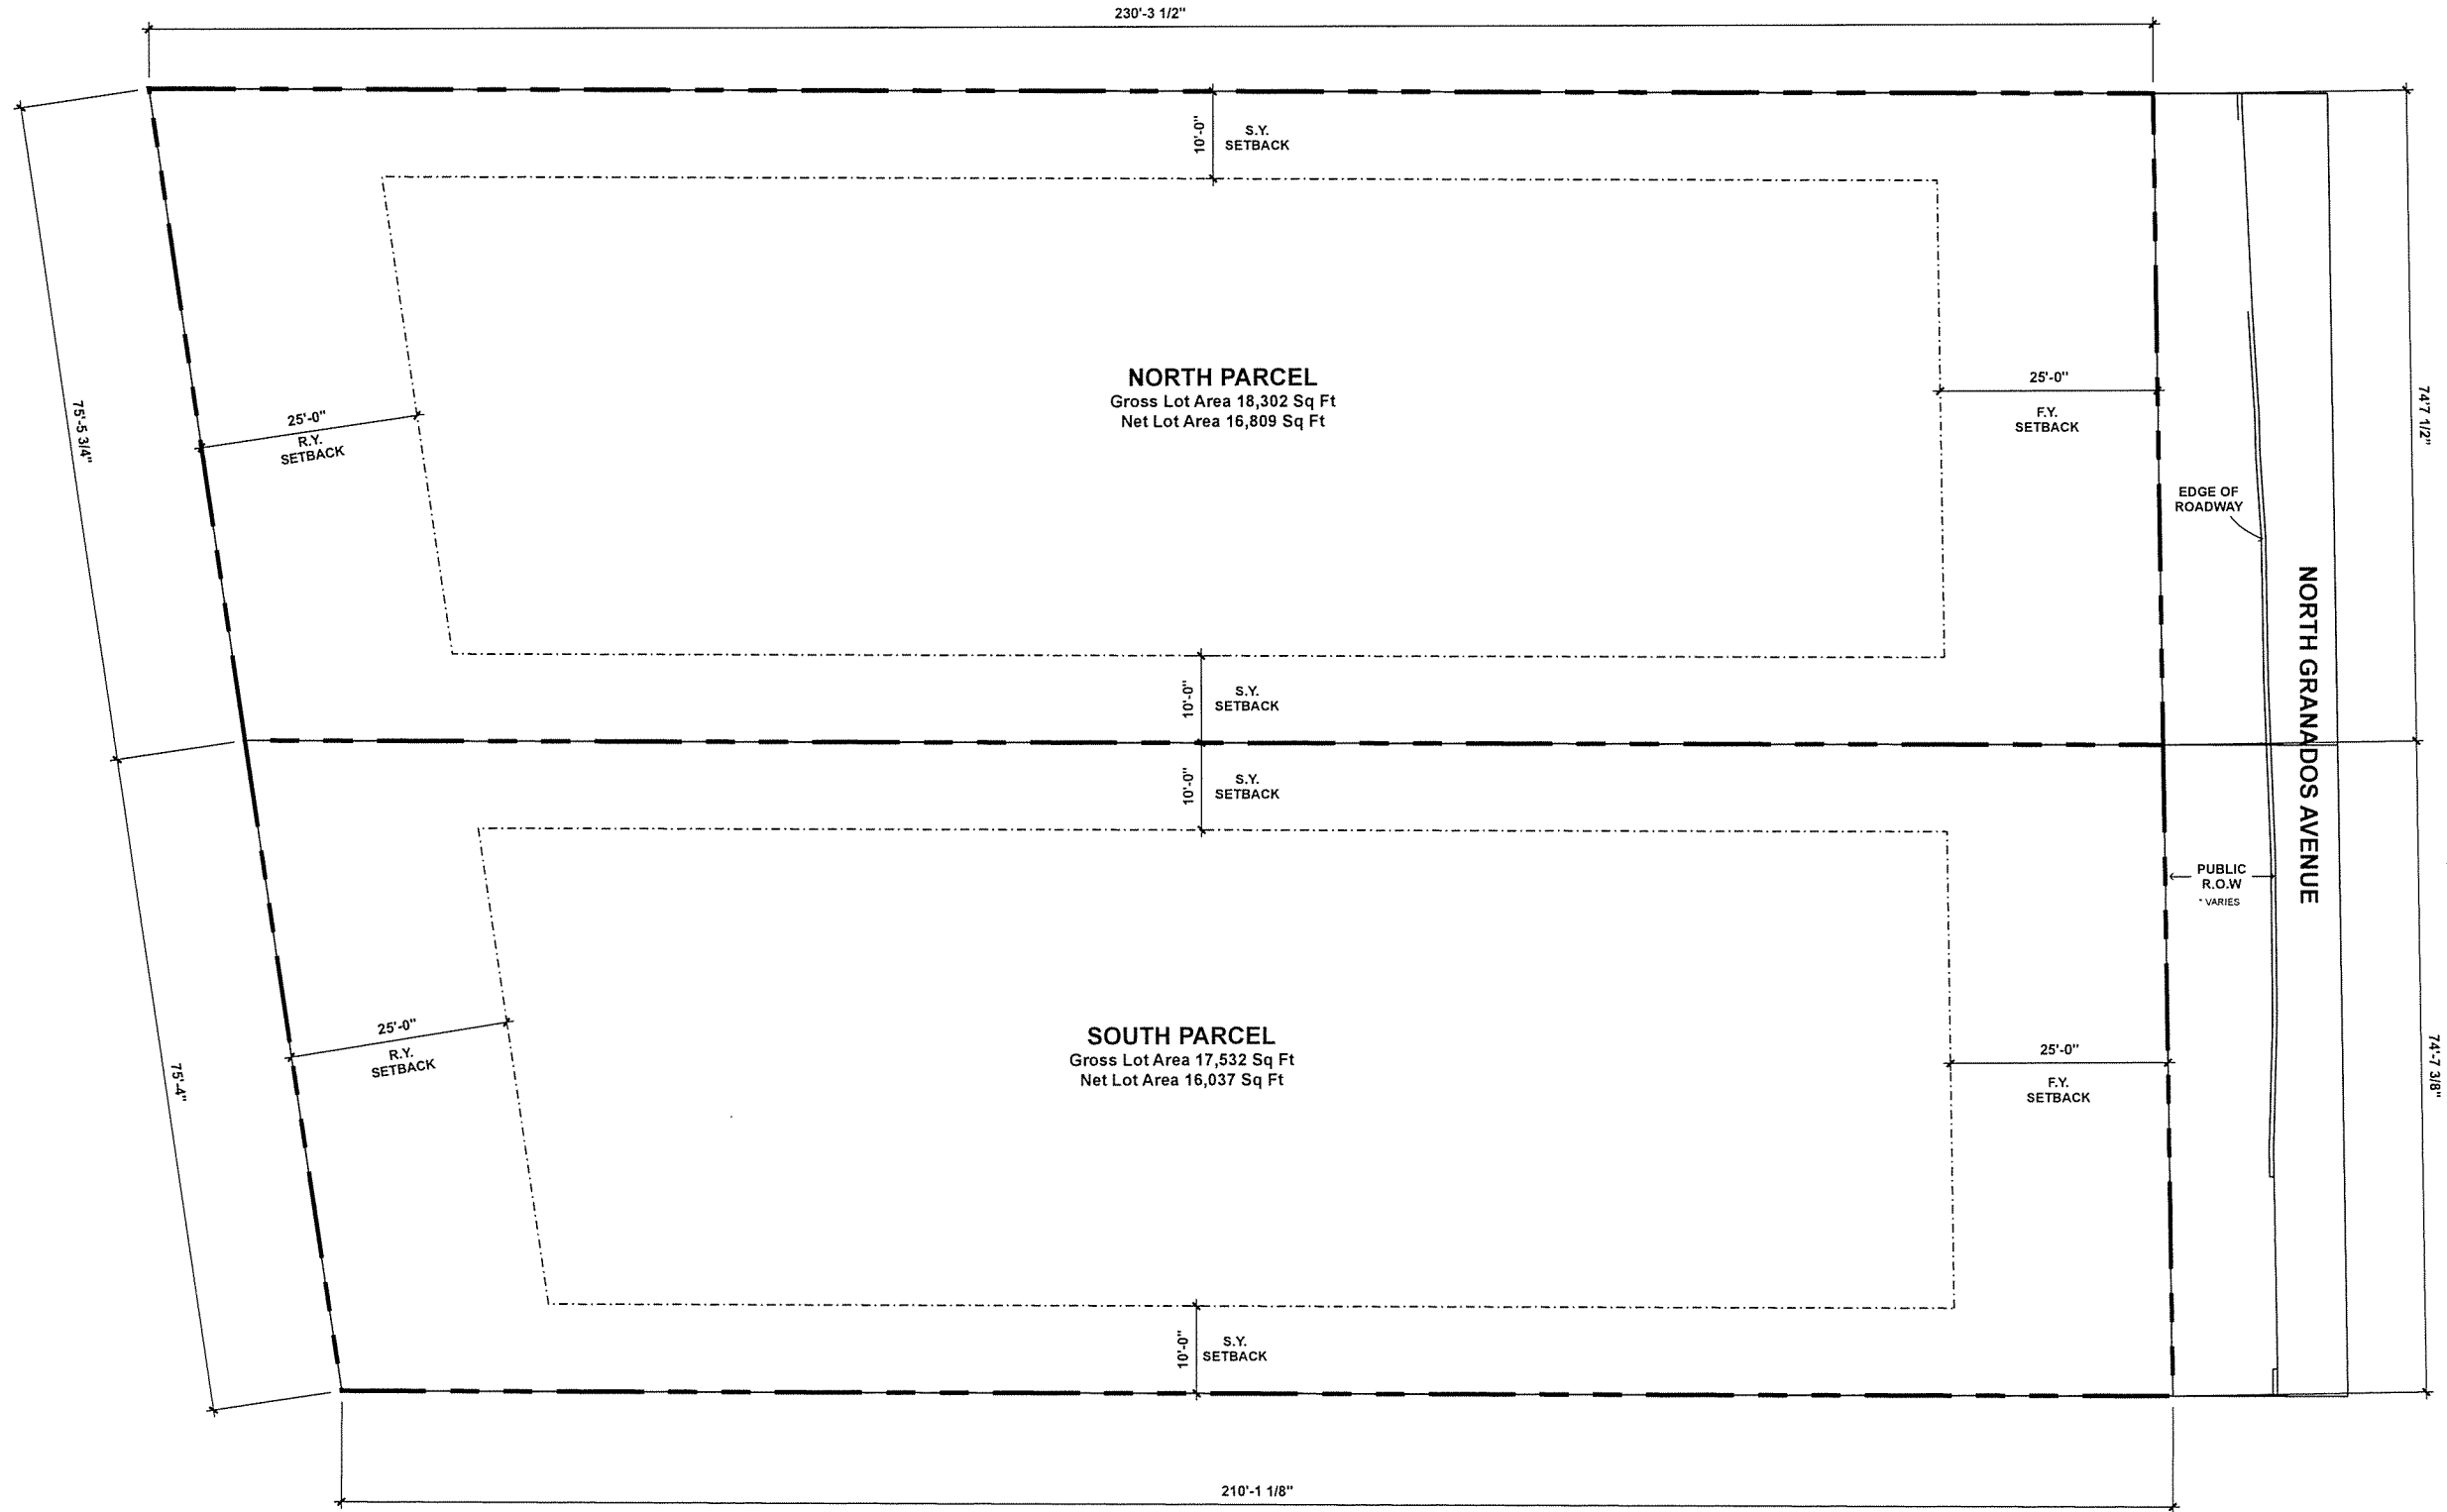 230'-3 1/2"
10'-0"
S.Y.
SETBACK
75'-5 3/4"
NORTH PARCEL
Gross Lot Area 18,302 Sq Ft
Net Lot Area 16,809 Sq Ft
25'-0"
R.Y.
SETBACK
25'-0"
F.Y.
SETBACK
74'7 1/2"
EDGE OF
ROADWAY
NORTH GRANADOS AVENUE
10'-0"
S.Y.
SETBACK
10'-0"
S.Y.
SETBACK
PUBLIC
R.O.W
* VARIES
75'-4"
25'-0"
R.Y.
SETBACK
SOUTH PARCEL
Gross Lot Area 17,532 Sq Ft
Net Lot Area 16,037 Sq Ft
25'-0"
F.Y.
SETBACK
74'-7 3/8"
10'-0"
S.Y.
SETBACK
210'-1 1/8"